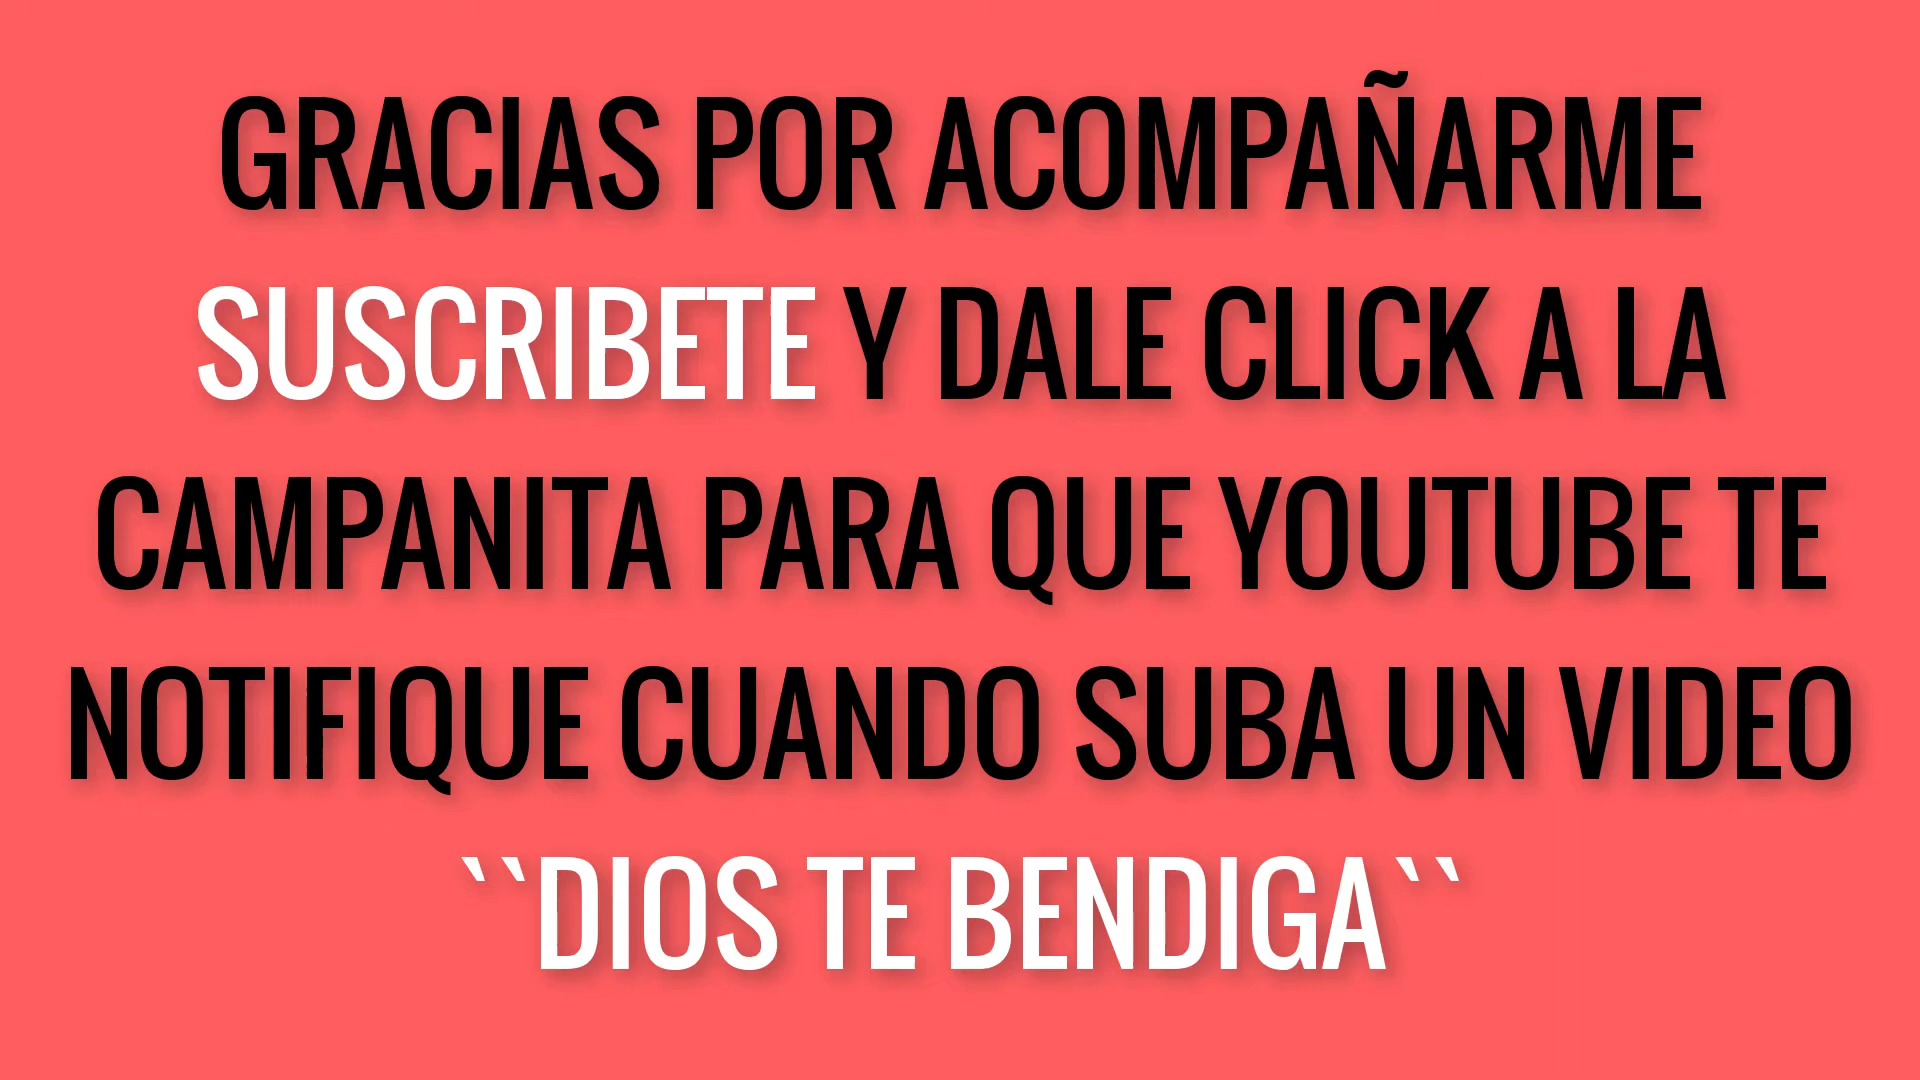 GRACIAS POR ACOMPAÑARME
SUSCRIBETE Y DALE CLICK A LA
CAMPANITA PARA QUE YOUTUBE TE
NOTIFIQUE CUANDO SUBA UN VIDEO
``DIOS TE BENDIGA``